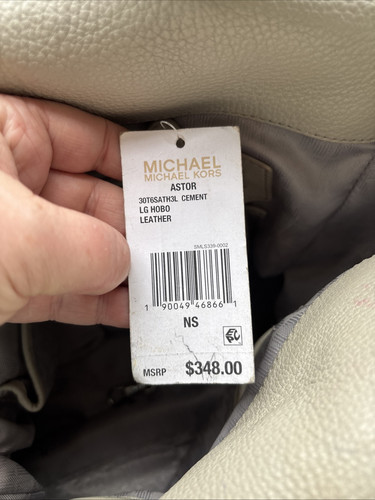 MICHAEL
MICHAEL KORS
ASTOR
30T6SATH3L CEMENT
LG HOBO
LEATHER
1 90049 46866 1
NS
MSRP $348.00